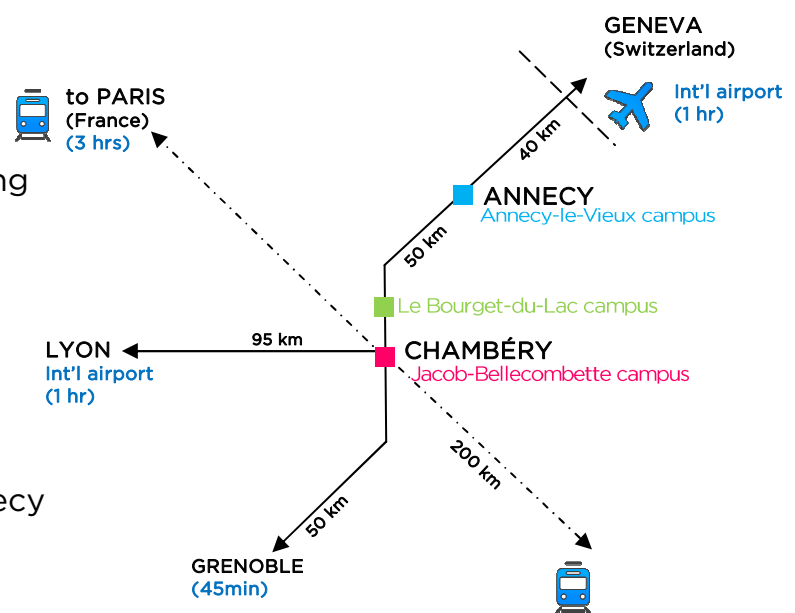 GENEVA
(Switzerland)
Int'l airport
(1 hr)
to PARIS
(France)
(3 hrs)
40 km
ng
ANNECY
Annecy-le-Vieux campus
50 km
Le Bourget-du-Lac campus
95 km
LYON
Int'l airport
(1 hr)
CHAMBÉRY
Jacob-Bellecombette campus
200 km
ecy
50 km
GRENOBLE
(45min)